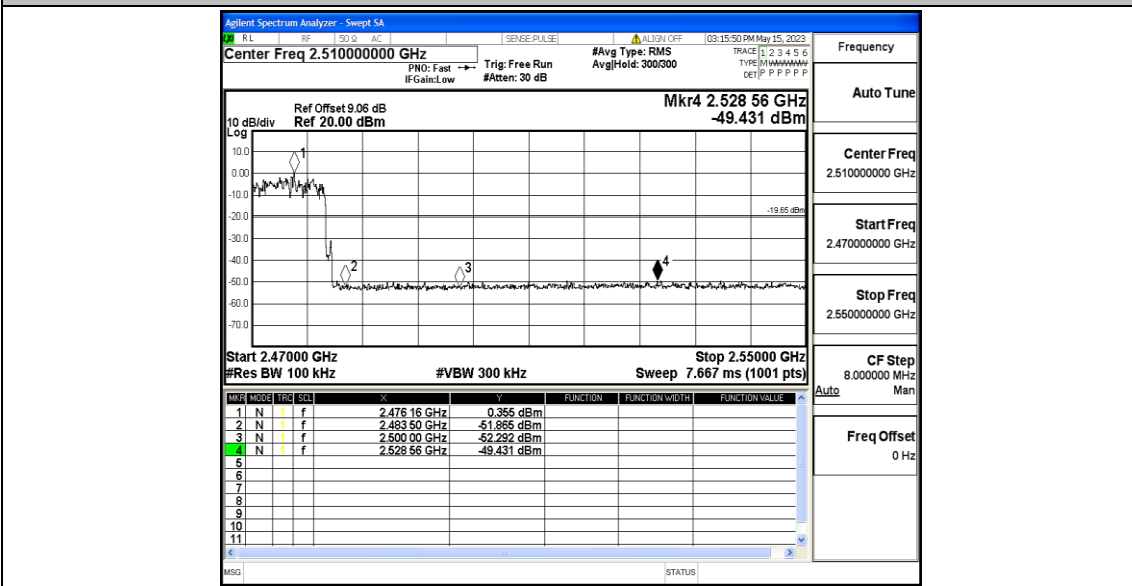 Agilent Spectrum Analyzer - Swept SA
RL RF 50 Ω AC SENSE:PULSE ALIGN OFF 03:15:50 PM May 15, 2023
Center Freq 2.510000000 GHz
PNO: Fast
IFGain:Low
Trig: Free Run
#Atten: 30 dB
#Avg Type: RMS
Avg|Hold: 300/300
TRACE 1 2 3 4 5 6
TYPE M WWWWW
DET P P P P P P
Mkr4 2.528 56 GHz
-49.431 dBm
Ref Offset 9.06 dB
10 dB/div Ref 20.00 dBm
Log
10.0
0.00
-10.0
-20.0
-30.0
-40.0
-50.0
-60.0
-70.0
1
2
3
4
-19.65 dBm
Start 2.47000 GHz Stop 2.55000 GHz
#Res BW 100 kHz #VBW 300 kHz Sweep 7.667 ms (1001 pts)
MKR MODE TRC SCL X Y FUNCTION FUNCTION WIDTH FUNCTION VALUE
1 N 1 f 2.476 16 GHz 0.355 dBm
2 N 1 f 2.483 50 GHz -51.865 dBm
3 N 1 f 2.500 00 GHz -52.292 dBm
4 N 1 f 2.528 56 GHz -49.431 dBm
5
6
7
8
9
10
11
MSG STATUS
Frequency
Auto Tune
Center Freq
2.510000000 GHz
Start Freq
2.470000000 GHz
Stop Freq
2.550000000 GHz
CF Step
8.000000 MHz
Auto Man
Freq Offset
0 Hz